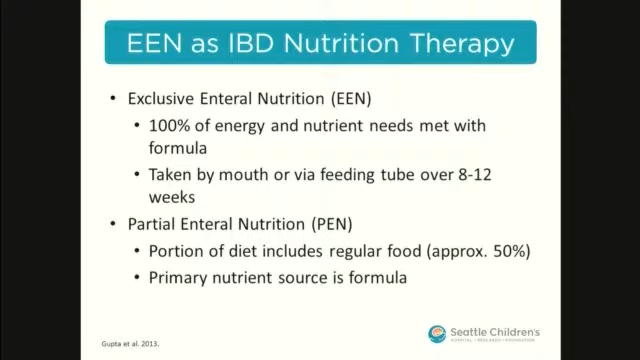 EEN as IBD Nutrition Therapy
• Exclusive Enteral Nutrition (EEN)
• 100% of energy and nutrient needs met with
formula
• Taken by mouth or via feeding tube over 8-12
weeks
• Partial Enteral Nutrition (PEN)
• Portion of diet includes regular food (approx. 50%)
• Primary nutrient source is formula
Gupta et al. 2013.
Seattle Children's
HOSPITAL • RESEARCH • FOUNDATION